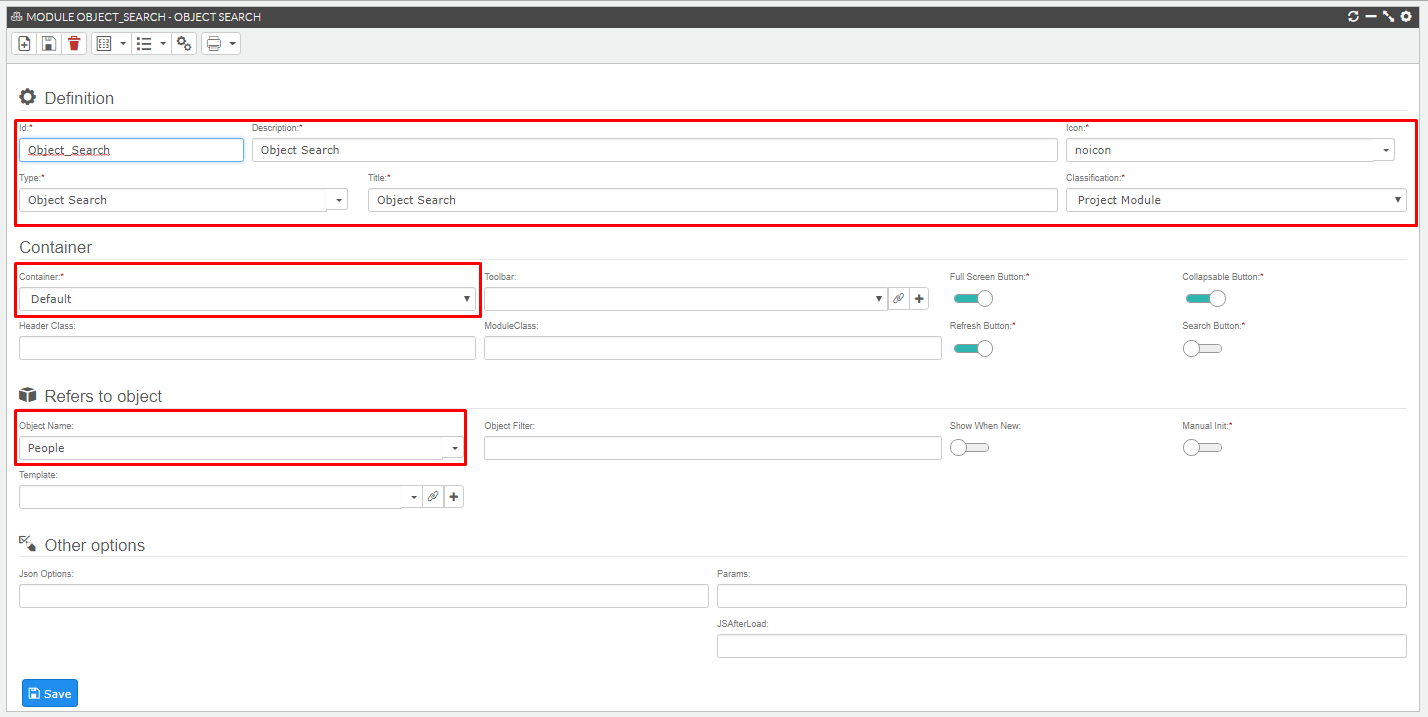 MODULE OBJECT_SEARCH - OBJECT SEARCH
Definition
Id:* Description:* Icon:*
Object_Search Object Search noicon
Type:* Title:* Classification:*
Object Search Object Search Project Module
Container
Container:* Toolbar: Full Screen Button:* Collapsable Button:*
Default
Header Class: ModuleClass: Refresh Button:* Search Button:*
Refers to object
Object Name: Object Filter: Show When New: Manual Init:*
People
Template:
Other options
Json Options: Params:
JSAfterLoad:
Save